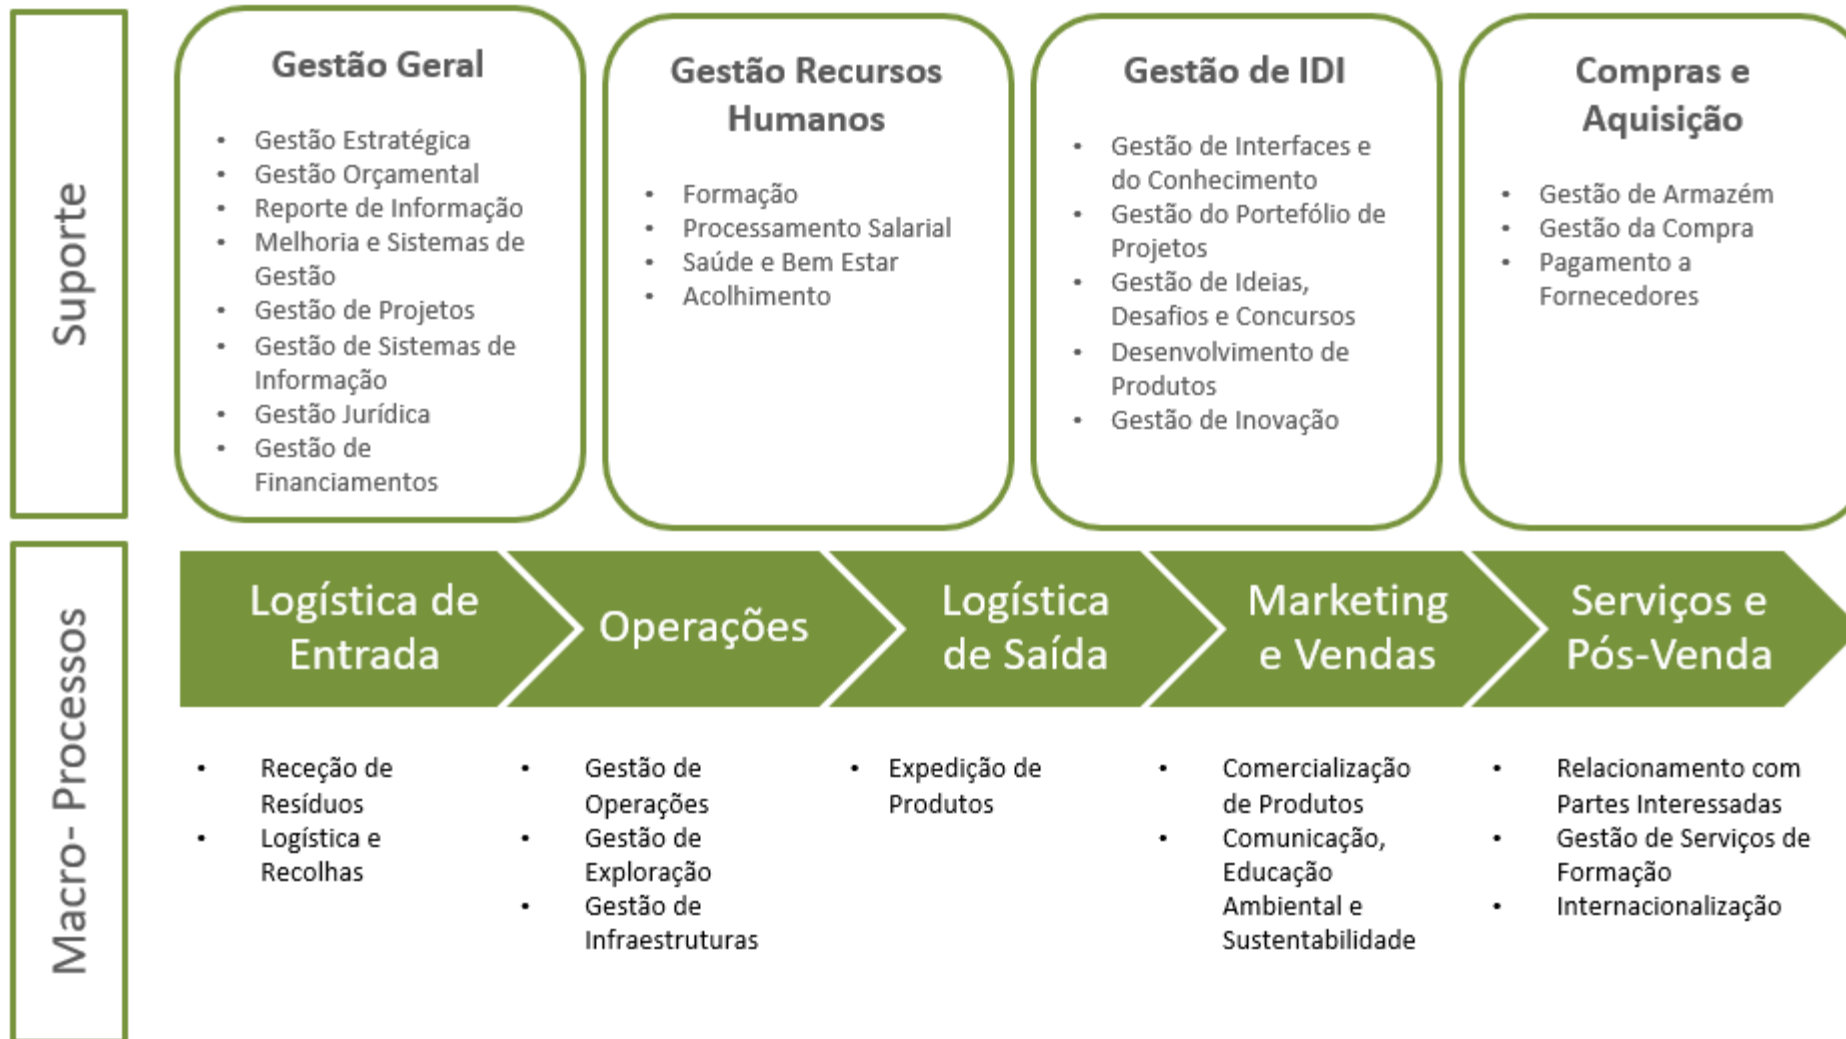 Suporte
Gestão Geral
• Gestão Estratégica
• Gestão Orçamental
• Reporte de Informação
• Melhoria e Sistemas de
Gestão
• Gestão de Projetos
• Gestão de Sistemas de
Informação
• Gestão Jurídica
• Gestão de
Financiamentos
Gestão Recursos
Humanos
• Formação
• Processamento Salarial
• Saúde e Bem Estar
• Acolhimento
Gestão de IDI
• Gestão de Interfaces e
do Conhecimento
• Gestão do Portefólio de
Projetos
• Gestão de Ideias,
Desafios e Concursos
• Desenvolvimento de
Produtos
• Gestão de Inovação
Compras e
Aquisição
• Gestão de Armazém
• Gestão da Compra
• Pagamento a
Fornecedores
Macro- Processos
Logística de
Entrada
• Receção de
Resíduos
• Logística e
Recolhas
Operações
• Gestão de
Operações
• Gestão de
Exploração
• Gestão de
Infraestruturas
Logística
de Saída
• Expedição de
Produtos
Marketing
e Vendas
• Comercialização
de Produtos
• Comunicação,
Educação
Ambiental e
Sustentabilidade
Serviços e
Pós-Venda
• Relacionamento com
Partes Interessadas
• Gestão de Serviços de
Formação
• Internacionalização